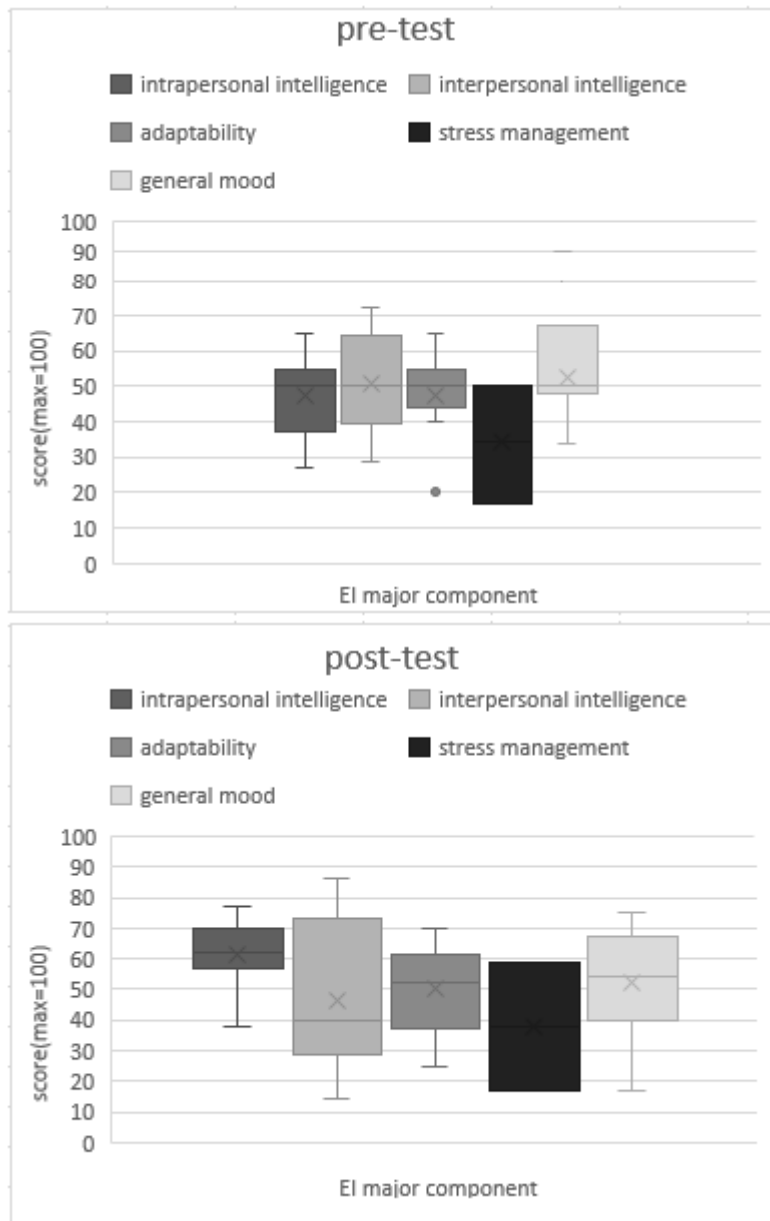 pre-test
intrapersonal intelligence interpersonal intelligence
adaptability stress management
general mood
100
90
80
70
60
50
40
30
20
10
0
score(max=100)
EI major component
post-test
intrapersonal intelligence interpersonal intelligence
adaptability stress management
general mood
100
90
80
70
60
50
40
30
20
10
0
score(max=100)
EI major component